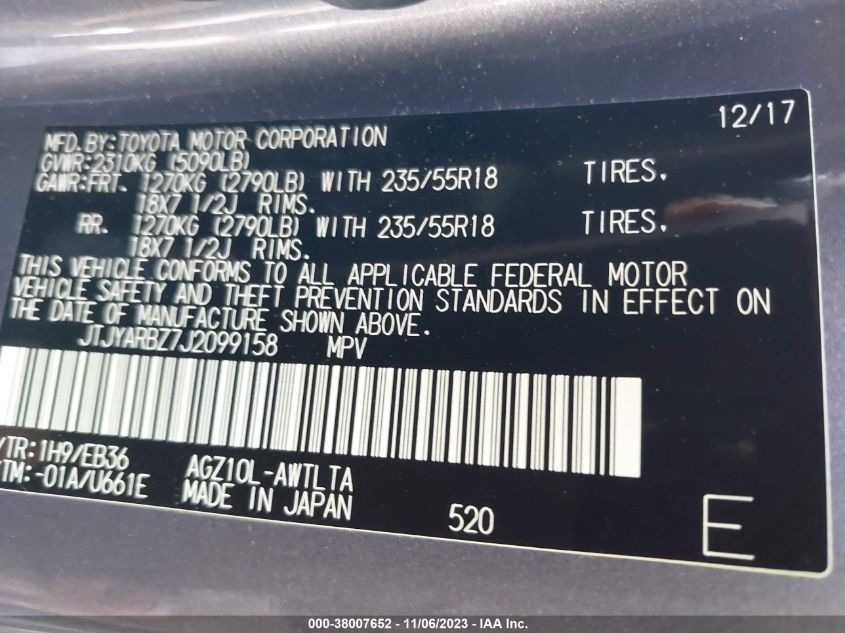 12/17
MFD.BY:TOYOTA MOTOR CORPORATION
GVWR:2310KG (5090LB)
GAWR:FRT. 1270KG (2790LB) WITH 235/55R18 TIRES.
18X7 1/2J RIMS.
RR. 1270KG (2790LB) WITH 235/55R18 TIRES.
18X7 1/2J RIMS.
THIS VEHICLE CONFORMS TO ALL APPLICABLE FEDERAL MOTOR
VEHICLE SAFETY AND THEFT PREVENTION STANDARDS IN EFFECT ON
THE DATE OF MANUFACTURE SHOWN ABOVE.
JTJYARBZ7J2099158 MPV
/TR:1H9/EB36
TM:-01A/U661E
AGZ10L-AWTLTA
MADE IN JAPAN
520
E
000-38007652 - 11/06/2023 - IAA Inc.